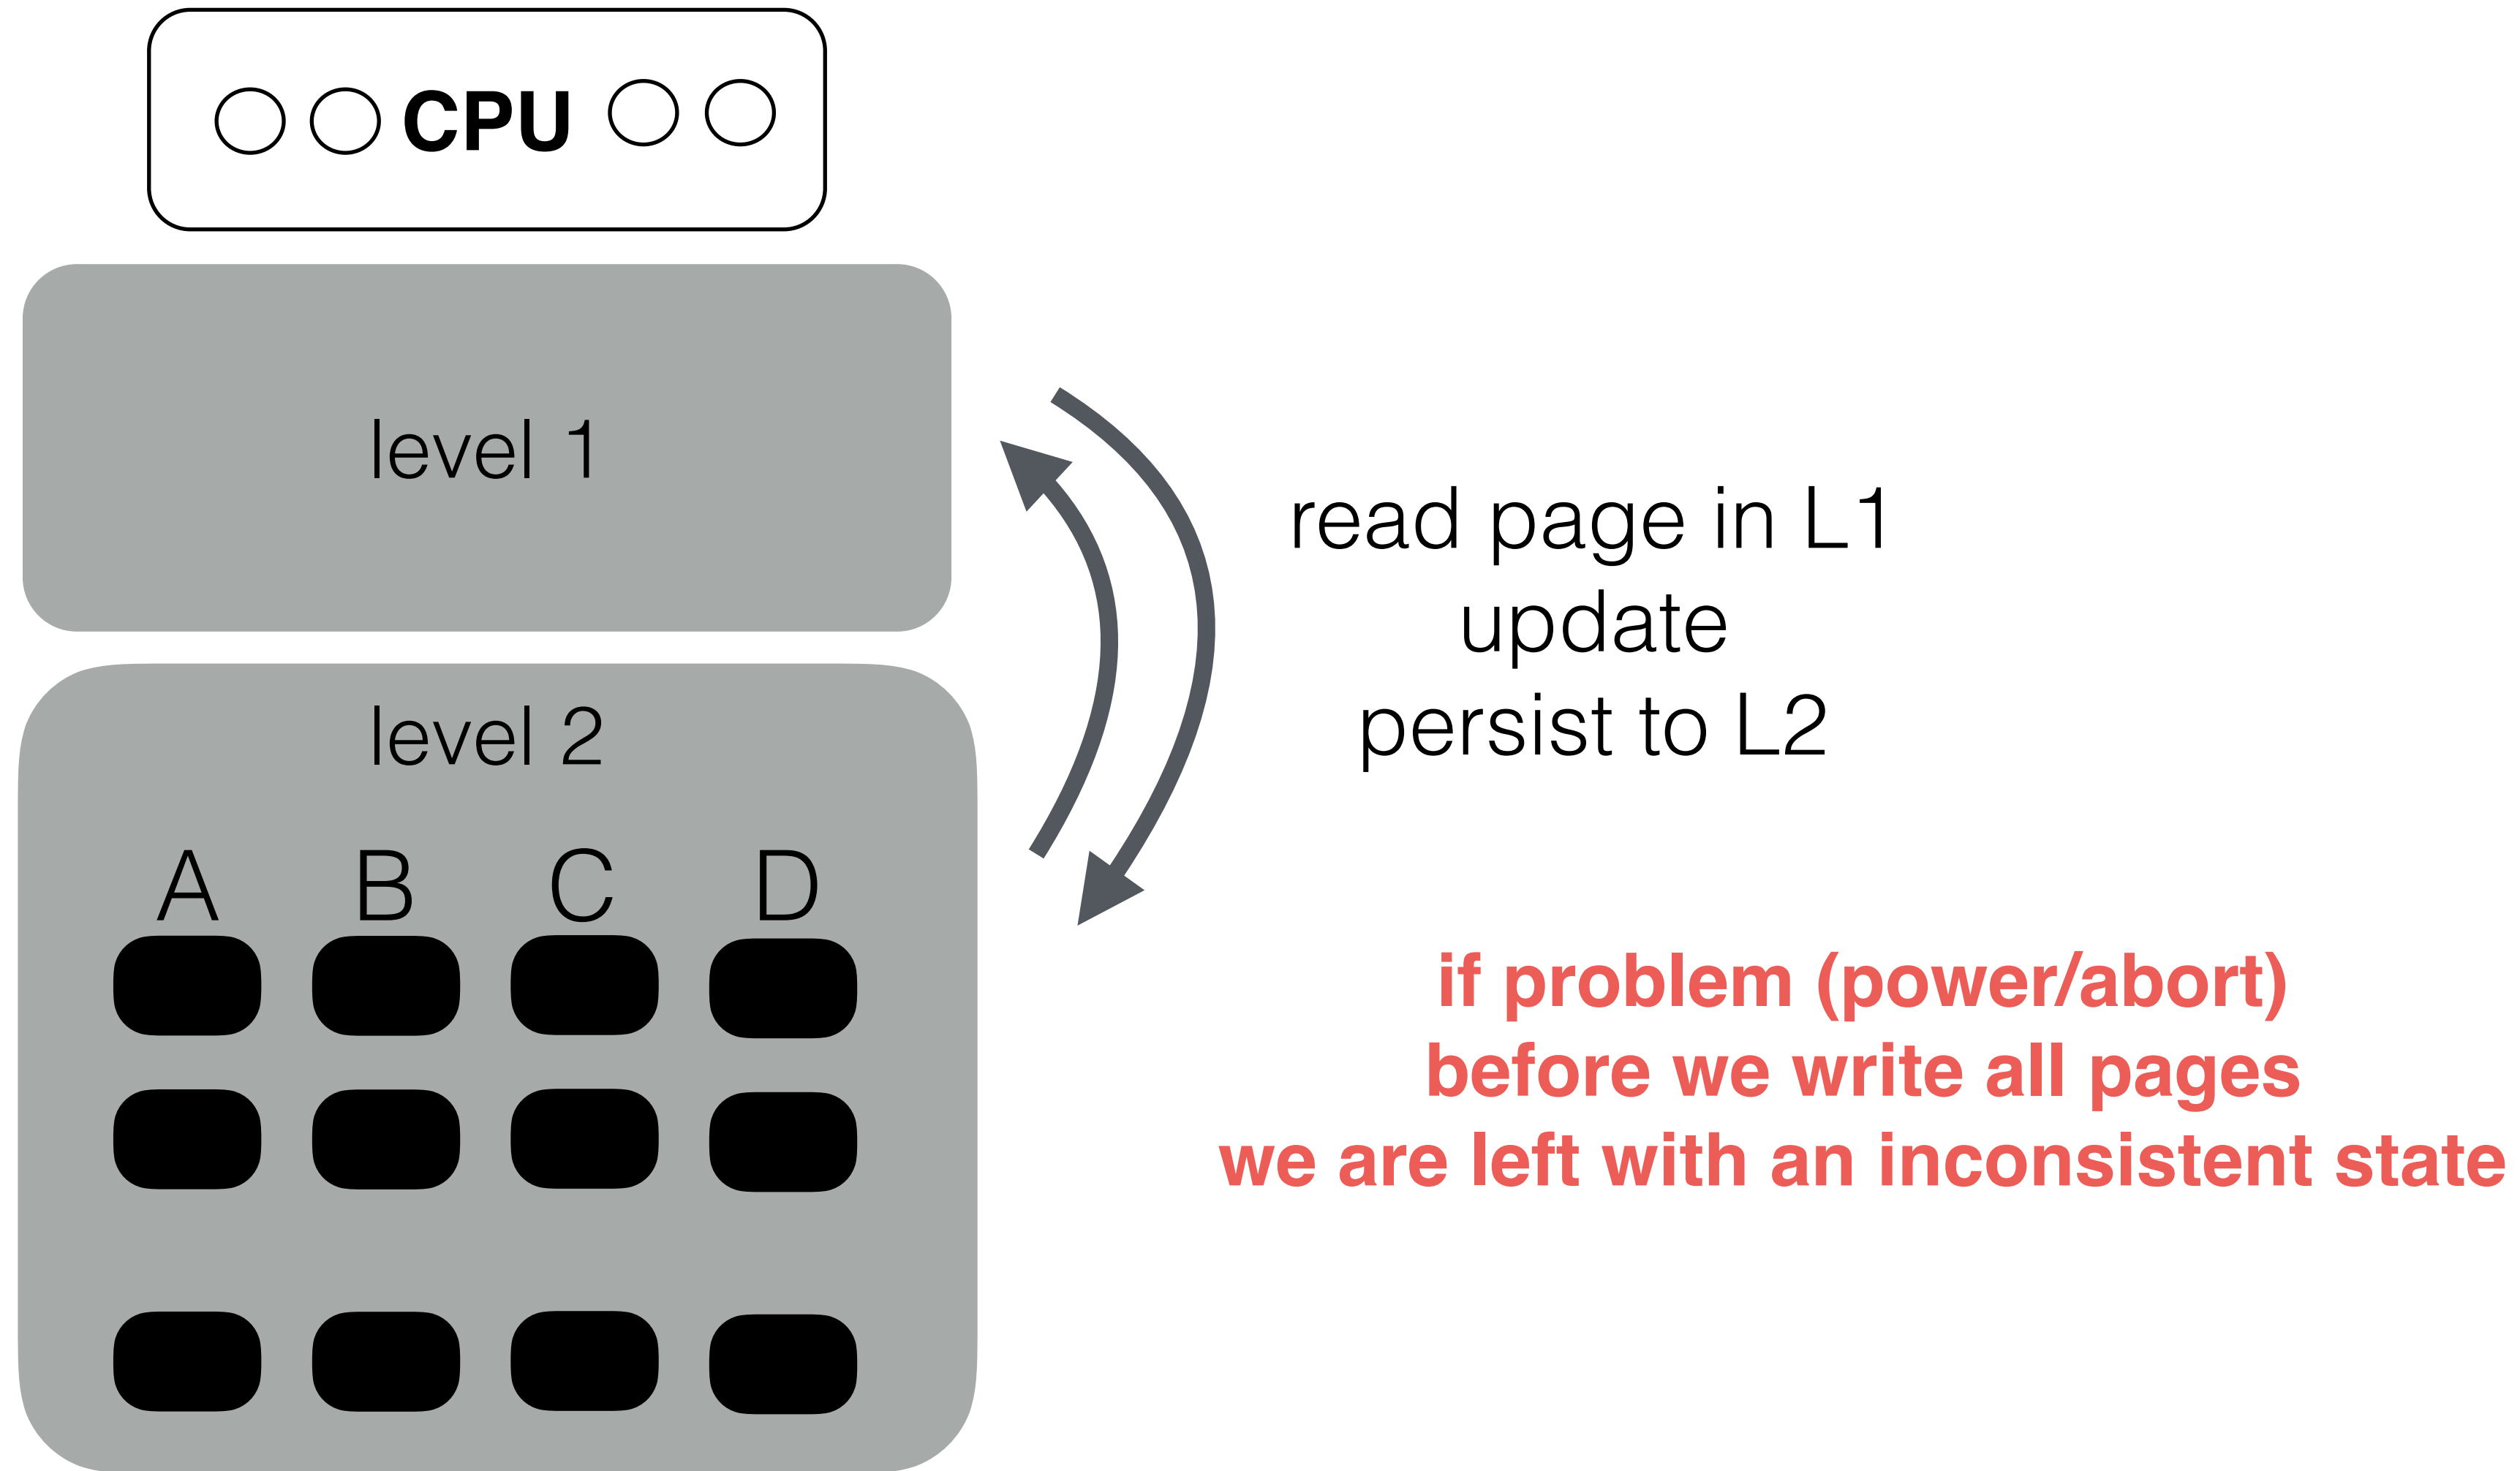 CPU
level 1
read page in L1
update
persist to L2
level 2
A B C D
if problem (power/abort)
before we write all pages
we are left with an inconsistent state